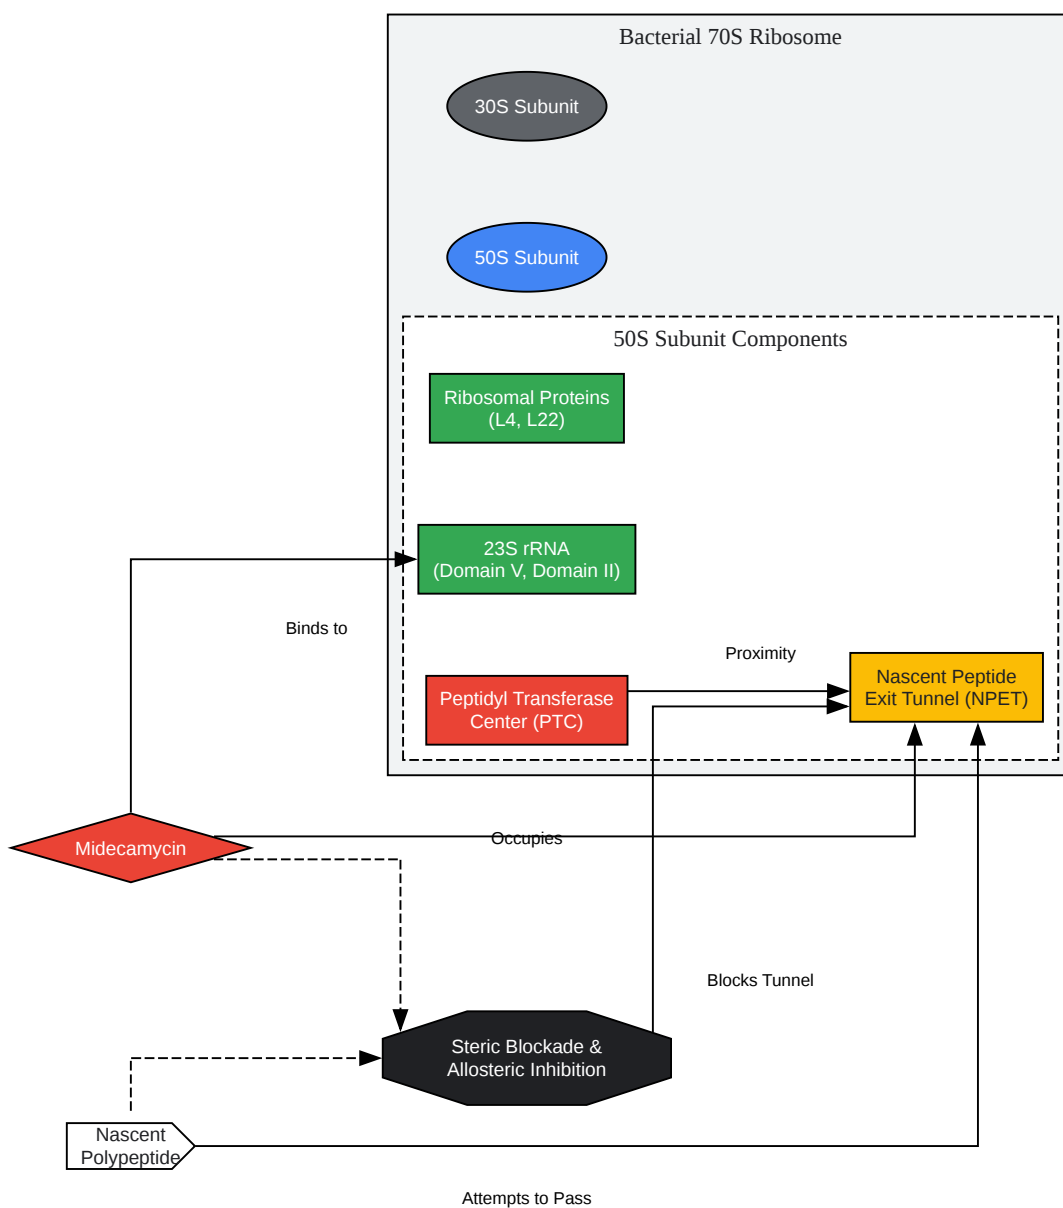 Bacterial 70S Ribosome
30S Subunit
50S Subunit
50S Subunit Components
Ribosomal Proteins
(L4, L22)
23S rRNA
(Domain V, Domain II)
Binds to
Proximity
Nascent Peptide
Exit Tunnel (NPET)
Peptidyl Transferase
Center (PTC)
Midecamycin
Occupies
Blocks Tunnel
Steric Blockade &
Allosteric Inhibition
Nascent
Polypeptide
Attempts to Pass